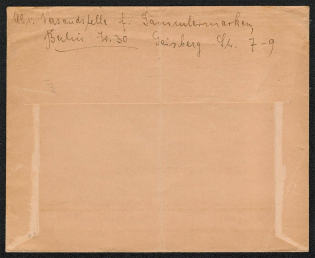 Abs. Versandstelle f. Sammlermarken,
Berlin W. 30 Geisberg Str. 7-9